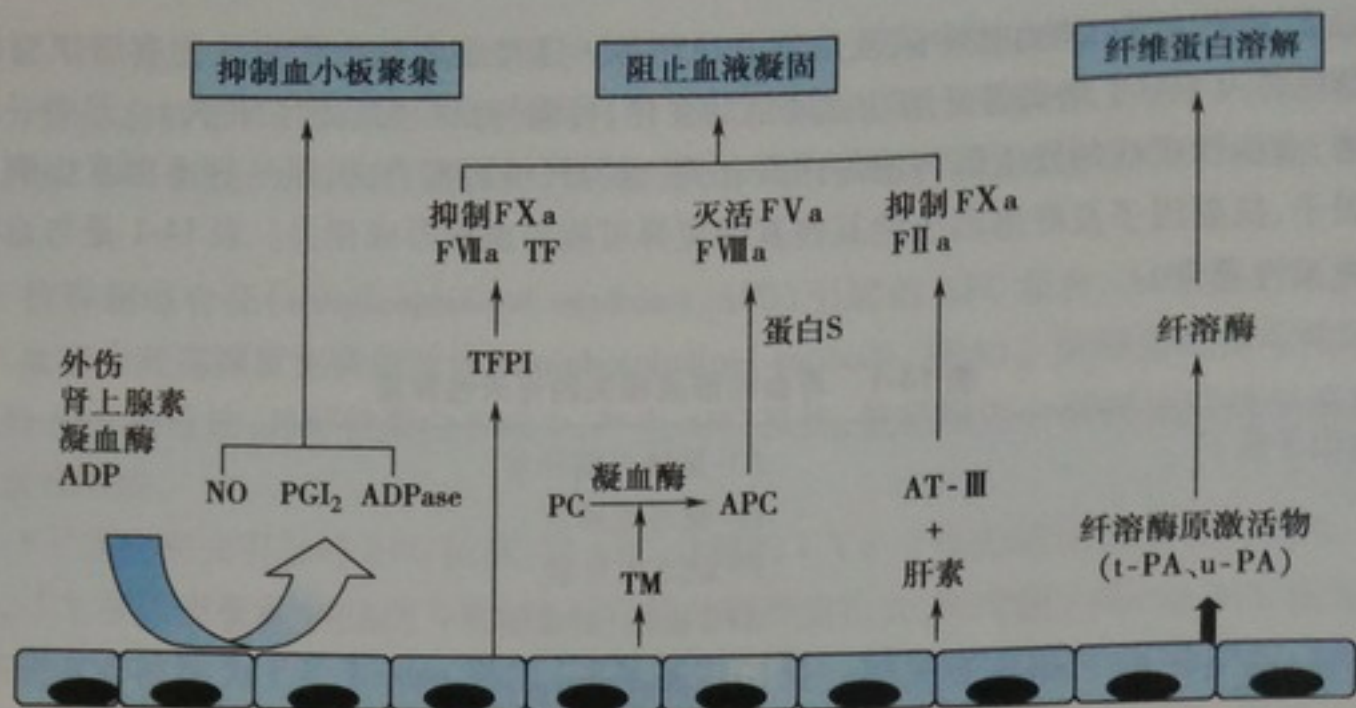 抑制血小板聚集
阻止血液凝固
纤维蛋白溶解
抑制FⅩa
FⅦa TF
灭活FⅤa
FⅧa
抑制FⅩa
FⅡa
蛋白S
纤溶酶
TFPI
外伤
肾上腺素
凝血酶
ADP
NO PGI₂ ADPase
PC 凝血酶 APC
TM
AT-Ⅲ
+
肝素
纤溶酶原激活物
(t-PA、u-PA)